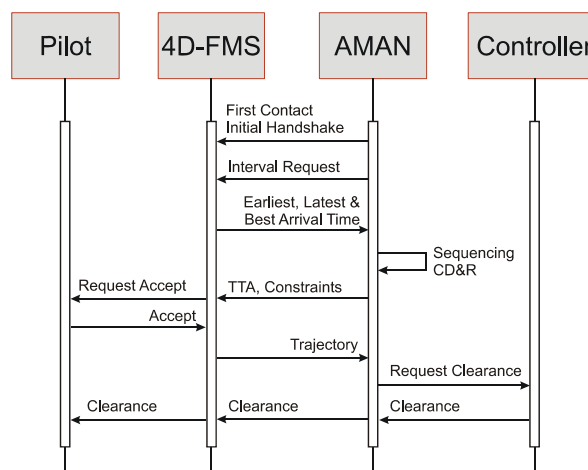 Pilot
4D-FMS
AMAN
Controller
First Contact
Initial Handshake
Interval Request
Earliest, Latest &
Best Arrival Time
Sequencing
CD&R
Request Accept
TTA, Constraints
Accept
Trajectory
Request Clearance
Clearance
Clearance
Clearance